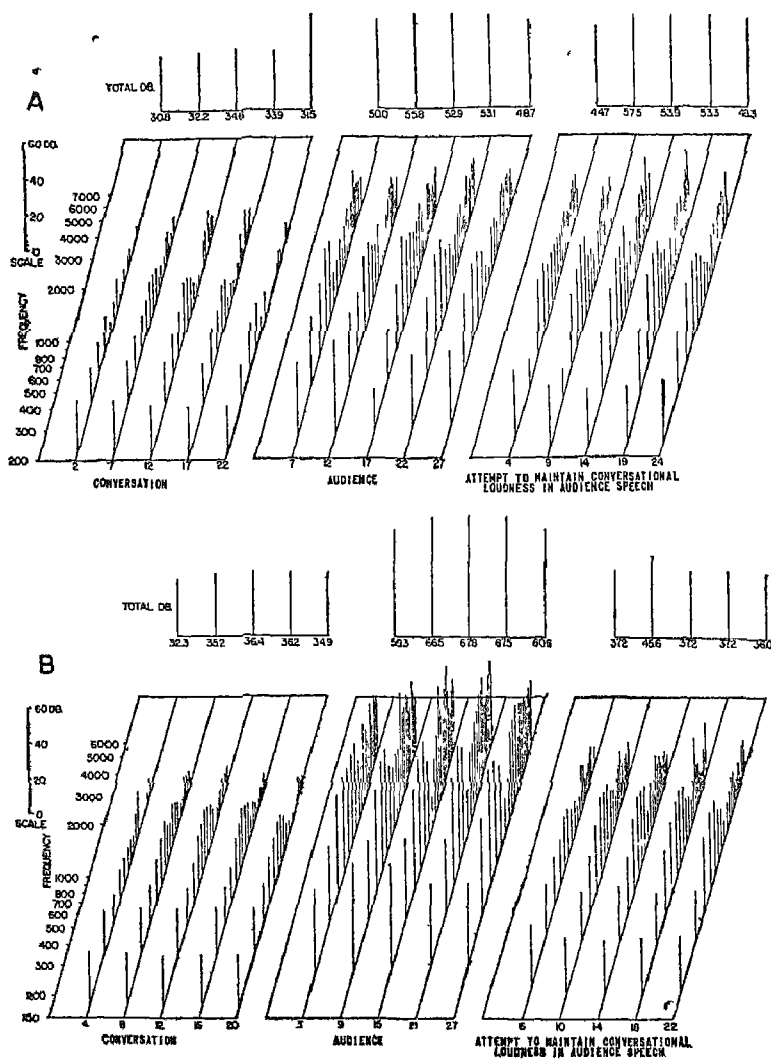 A
TOTAL DB.
30.8 32.2 34.6 33.9 31.5
50.0 55.8 52.9 53.1 48.7
44.7 57.5 53.9 53.3 49.3
60 DB.
40
20
0
SCALE
FREQUENCY
7000
6000
5000
4000
3000
2000
1000
800
700
600
500
400
300
200
2 7 12 17 22
7 12 17 22 27
4 9 14 19 24
CONVERSATION
AUDIENCE
ATTEMPT TO MAINTAIN CONVERSATIONAL
LOUDNESS IN AUDIENCE SPEECH
B
TOTAL DB.
32.3 35.2 36.4 36.2 34.9
66.5 67.8 67.5 60.6
37.2 45.6 37.2 37.2 36.0
60 DB.
40
20
0
SCALE
FREQUENCY
6000
5000
4000
3000
2000
1000
800
700
600
500
400
300
200
150
4 8 12 16 20
3 9 15 21 27
6 10 14 18 22
CONVERSATION
AUDIENCE
ATTEMPT TO MAINTAIN CONVERSATIONAL
LOUDNESS IN AUDIENCE SPEECH